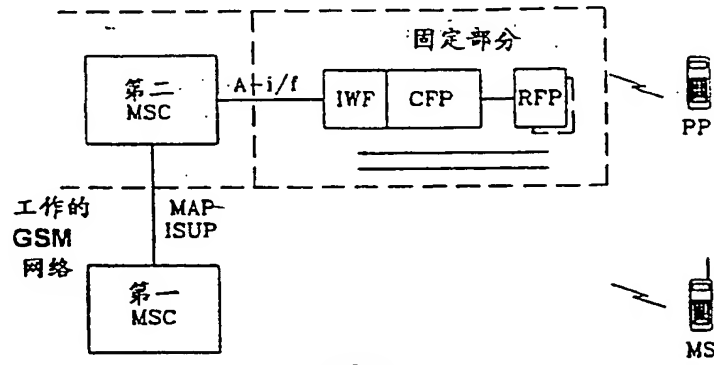 固定部分
第二
MSC
A-i/f
IWF
CFP
RFP
PP
工作的
GSM
网络
MAP-
ISUP
第一
MSC
MS